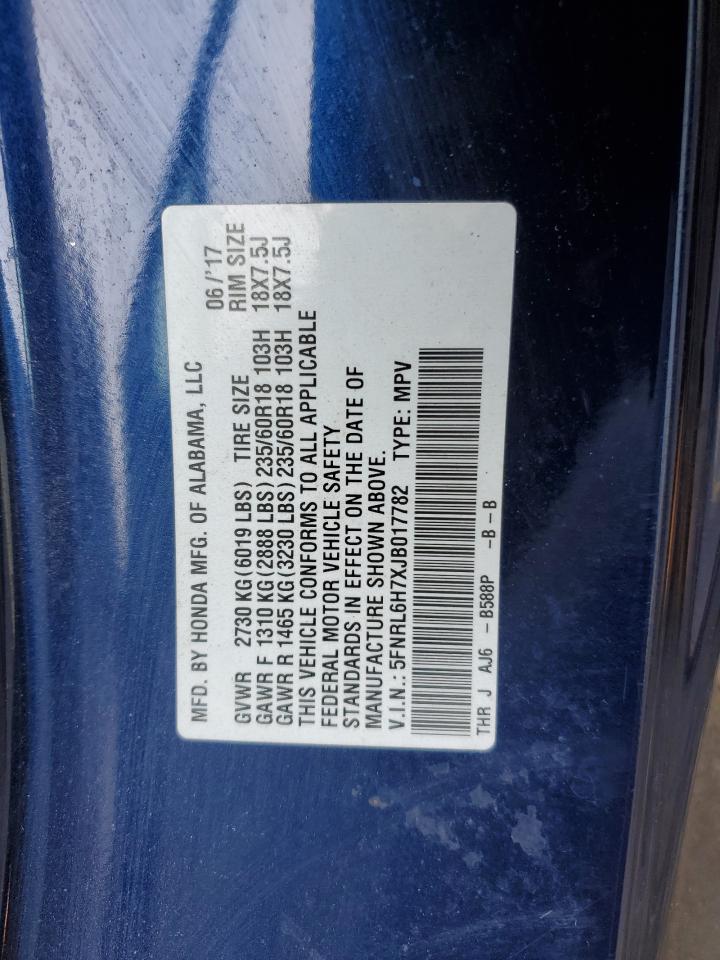 MFD. BY HONDA MFG. OF ALABAMA, LLC 06/'17
GVWR 2730 KG(6019 LBS) TIRE SIZE RIM SIZE
GAWR F 1310 KG(2888 LBS)235/60R18 103H 18X7.5J
GAWR R 1465 KG(3230 LBS)235/60R18 103H 18X7.5J
THIS VEHICLE CONFORMS TO ALL APPLICABLE
FEDERAL MOTOR VEHICLE SAFETY
STANDARDS IN EFFECT ON THE DATE OF
MANUFACTURE SHOWN ABOVE.
V.I.N.: 5FNRL6H7XJB017782 TYPE: MPV
THR J AJ6 - B588P -B-B